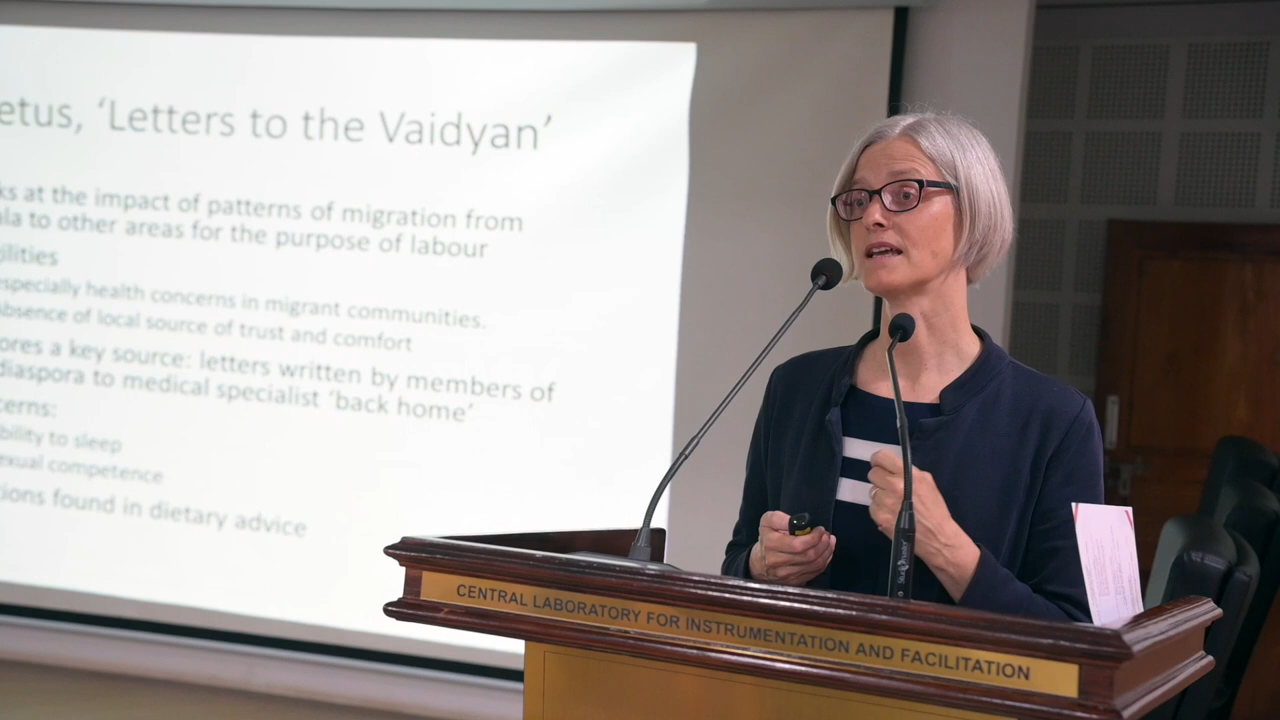 etus, ‘Letters to the Vaidyan’
ks at the impact of patterns of migration from
ala to other areas for the purpose of labour
ilities
especially health concerns in migrant communities.
Absence of local source of trust and comfort
ores a key source: letters written by members of
diaspora to medical specialist ‘back home’
cerns:
bility to sleep
exual competence
tions found in dietary advice
CENTRAL LABORATORY FOR INSTRUMENTATION AND FACILITATION